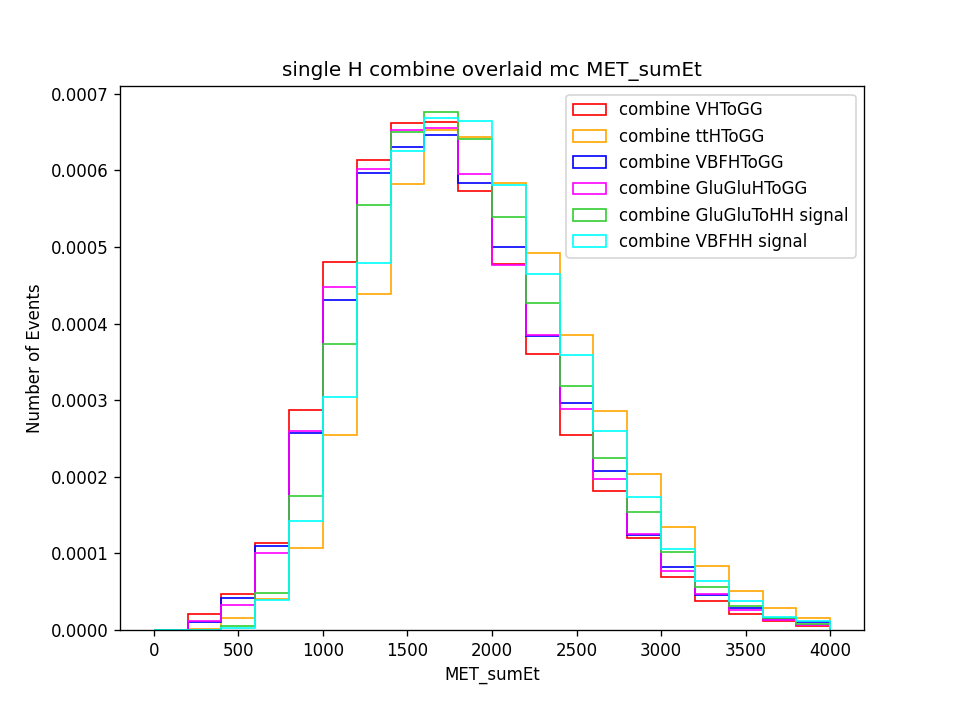 single H combine overlaid mc MET_sumEt
0.0007
0.0006
0.0005
0.0004
0.0003
0.0002
0.0001
0.0000
Number of Events
combine VHToGG
combine ttHToGG
combine VBFHToGG
combine GluGluHToGG
combine GluGluToHH signal
combine VBFHH signal
0 500 1000 1500 2000 2500 3000 3500 4000
MET_sumEt